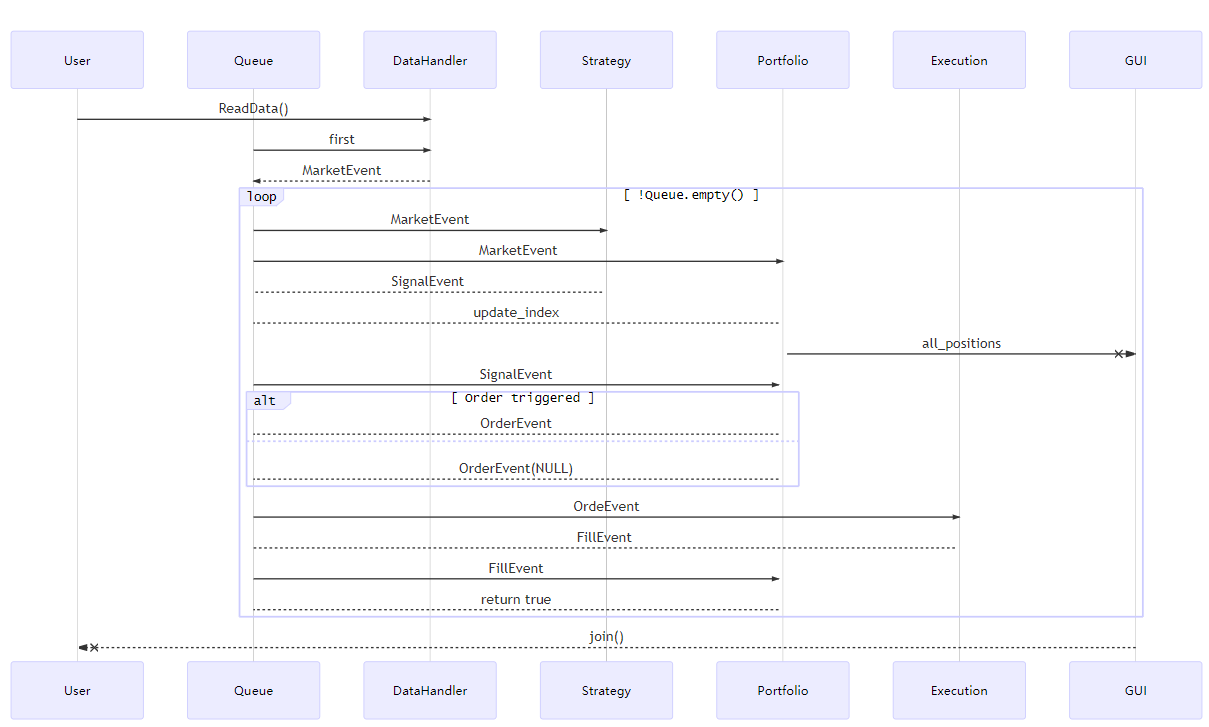 User Queue DataHandler Strategy Portfolio Execution GUI
ReadData()
first
MarketEvent
loop [ !Queue.empty() ]
MarketEvent
MarketEvent
SignalEvent
update_index
all_positions
SignalEvent
alt [ Order triggered ]
OrderEvent
OrderEvent(NULL)
OrdeEvent
FillEvent
FillEvent
return true
join()
User Queue DataHandler Strategy Portfolio Execution GUI